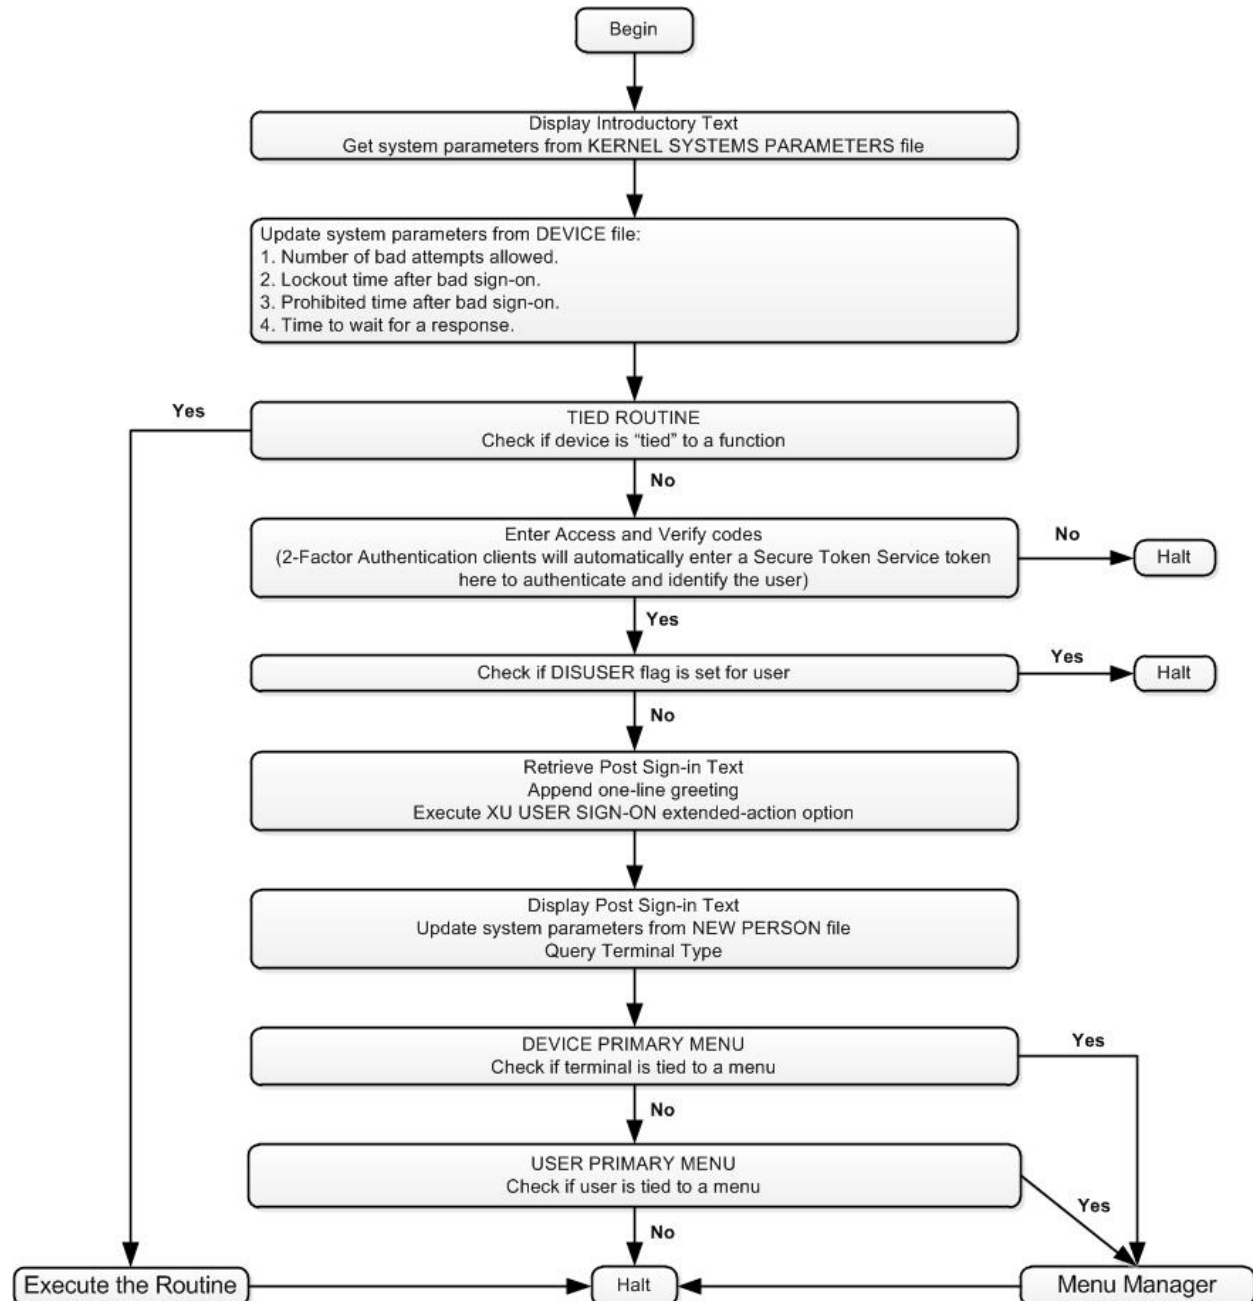 Begin
Display Introductory Text
Get system parameters from KERNEL SYSTEMS PARAMETERS file
Update system parameters from DEVICE file:
1. Number of bad attempts allowed.
2. Lockout time after bad sign-on.
3. Prohibited time after bad sign-on.
4. Time to wait for a response.
Yes
TIED ROUTINE
Check if device is “tied” to a function
No
Enter Access and Verify codes
(2-Factor Authentication clients will automatically enter a Secure Token Service token
here to authenticate and identify the user)
No
Halt
Yes
Check if DISUSER flag is set for user
Yes
Halt
No
Retrieve Post Sign-in Text
Append one-line greeting
Execute XU USER SIGN-ON extended-action option
Display Post Sign-in Text
Update system parameters from NEW PERSON file
Query Terminal Type
DEVICE PRIMARY MENU
Check if terminal is tied to a menu
Yes
No
USER PRIMARY MENU
Check if user is tied to a menu
Yes
No
Execute the Routine
Halt
Menu Manager